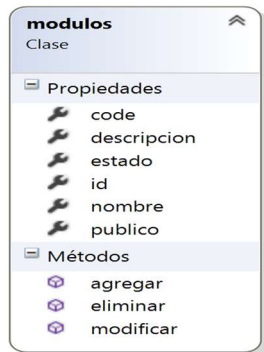 modulos
Clase
Propiedades
code
descripcion
estado
id
nombre
publico
Métodos
agregar
eliminar
modificar